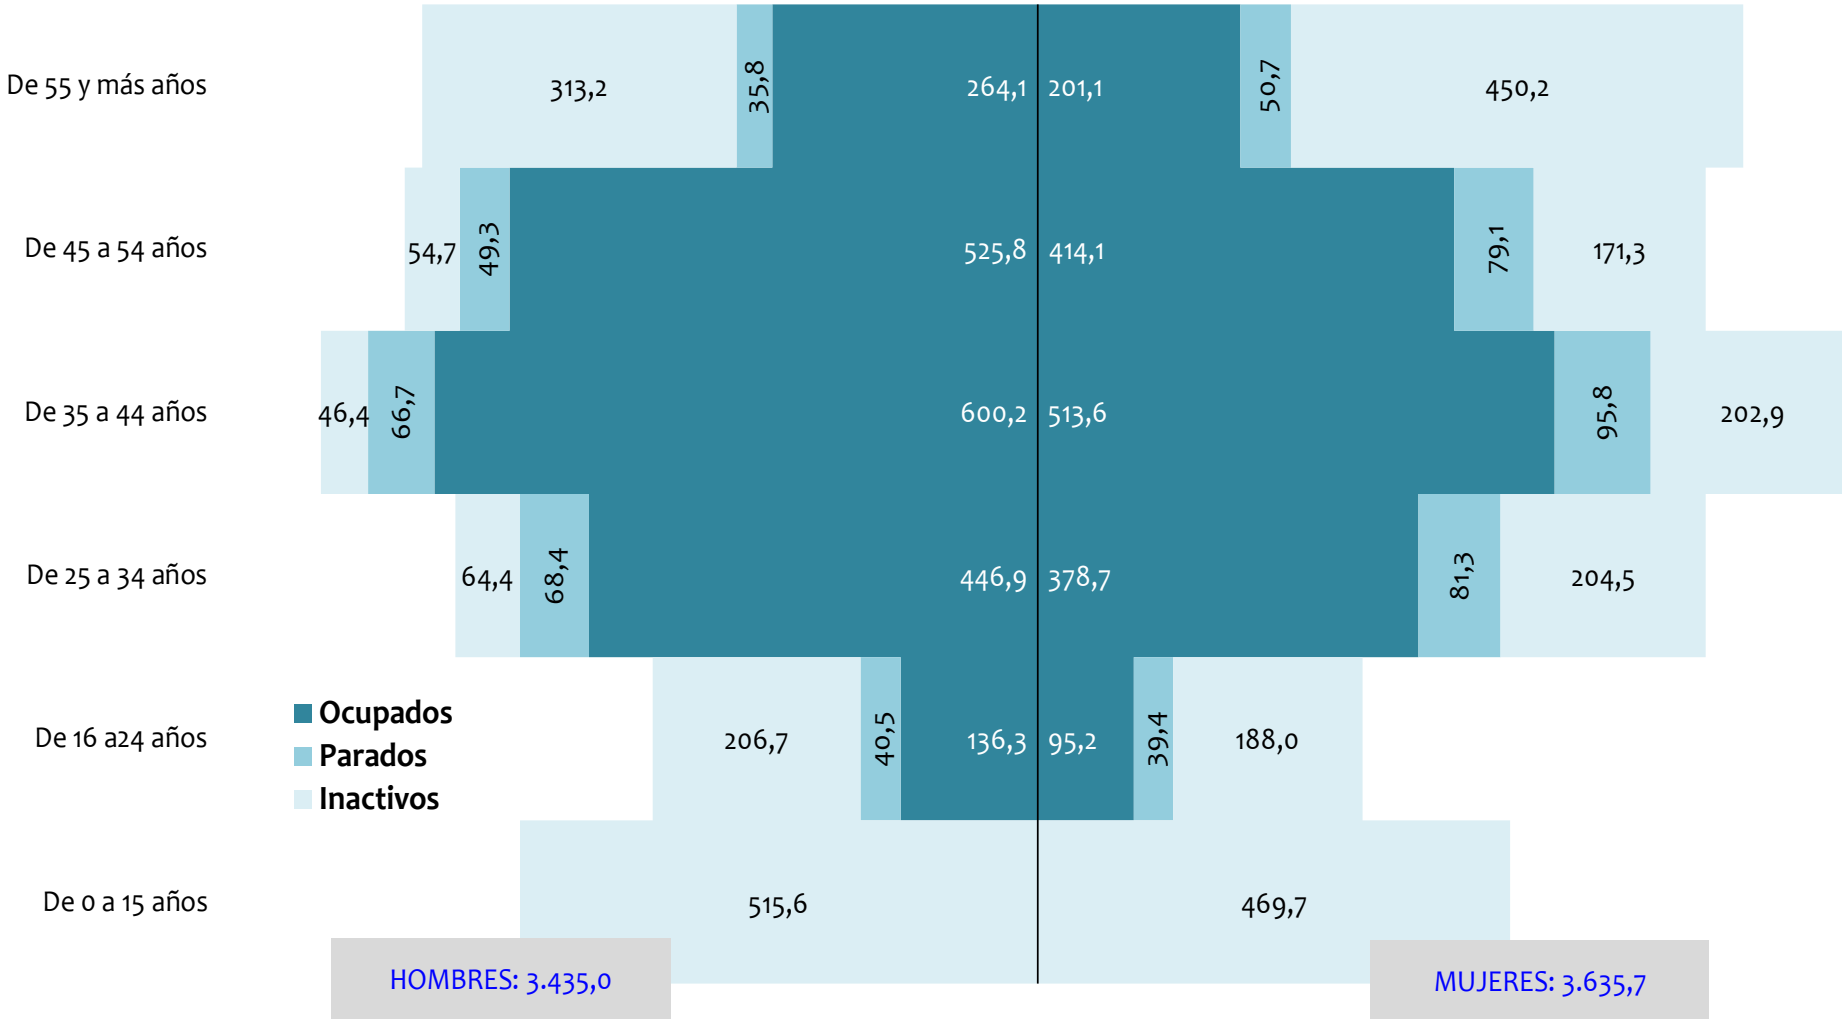 De 55 y más años
313,2
35,8
264,1
201,1
50,7
450,2
De 45 a 54 años
54,7
49,3
525,8
414,1
79,1
171,3
De 35 a 44 años
46,4
66,7
600,2
513,6
95,8
202,9
De 25 a 34 años
64,4
68,4
446,9
378,7
81,3
204,5
De 16 a24 años
206,7
40,5
136,3
95,2
39,4
188,0
Ocupados
Parados
Inactivos
De 0 a 15 años
515,6
469,7
HOMBRES: 3.435,0
MUJERES: 3.635,7